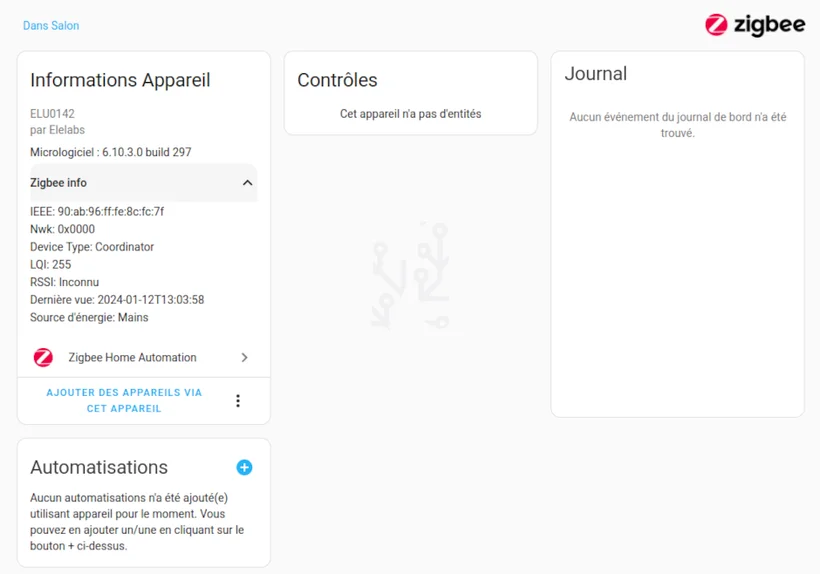 Dans Salon
zigbee
Informations Appareil
ELU0142
par Elelabs
Micrologiciel : 6.10.3.0 build 297
Zigbee info
IEEE: 90:ab:96:ff:fe:8c:fc:7f
Nwk: 0x0000
Device Type: Coordinator
LQI: 255
RSSI: Inconnu
Dernière vue: 2024-01-12T13:03:58
Source d'énergie: Mains
Zigbee Home Automation
AJOUTER DES APPAREILS VIA
CET APPAREIL
Automatisations
Aucun automatisations n'a été ajouté(e)
utilisant appareil pour le moment. Vous
pouvez en ajouter un/une en cliquant sur le
bouton + ci-dessus.
Contrôles
Cet appareil n'a pas d'entités
Journal
Aucun événement du journal de bord n'a été
trouvé.